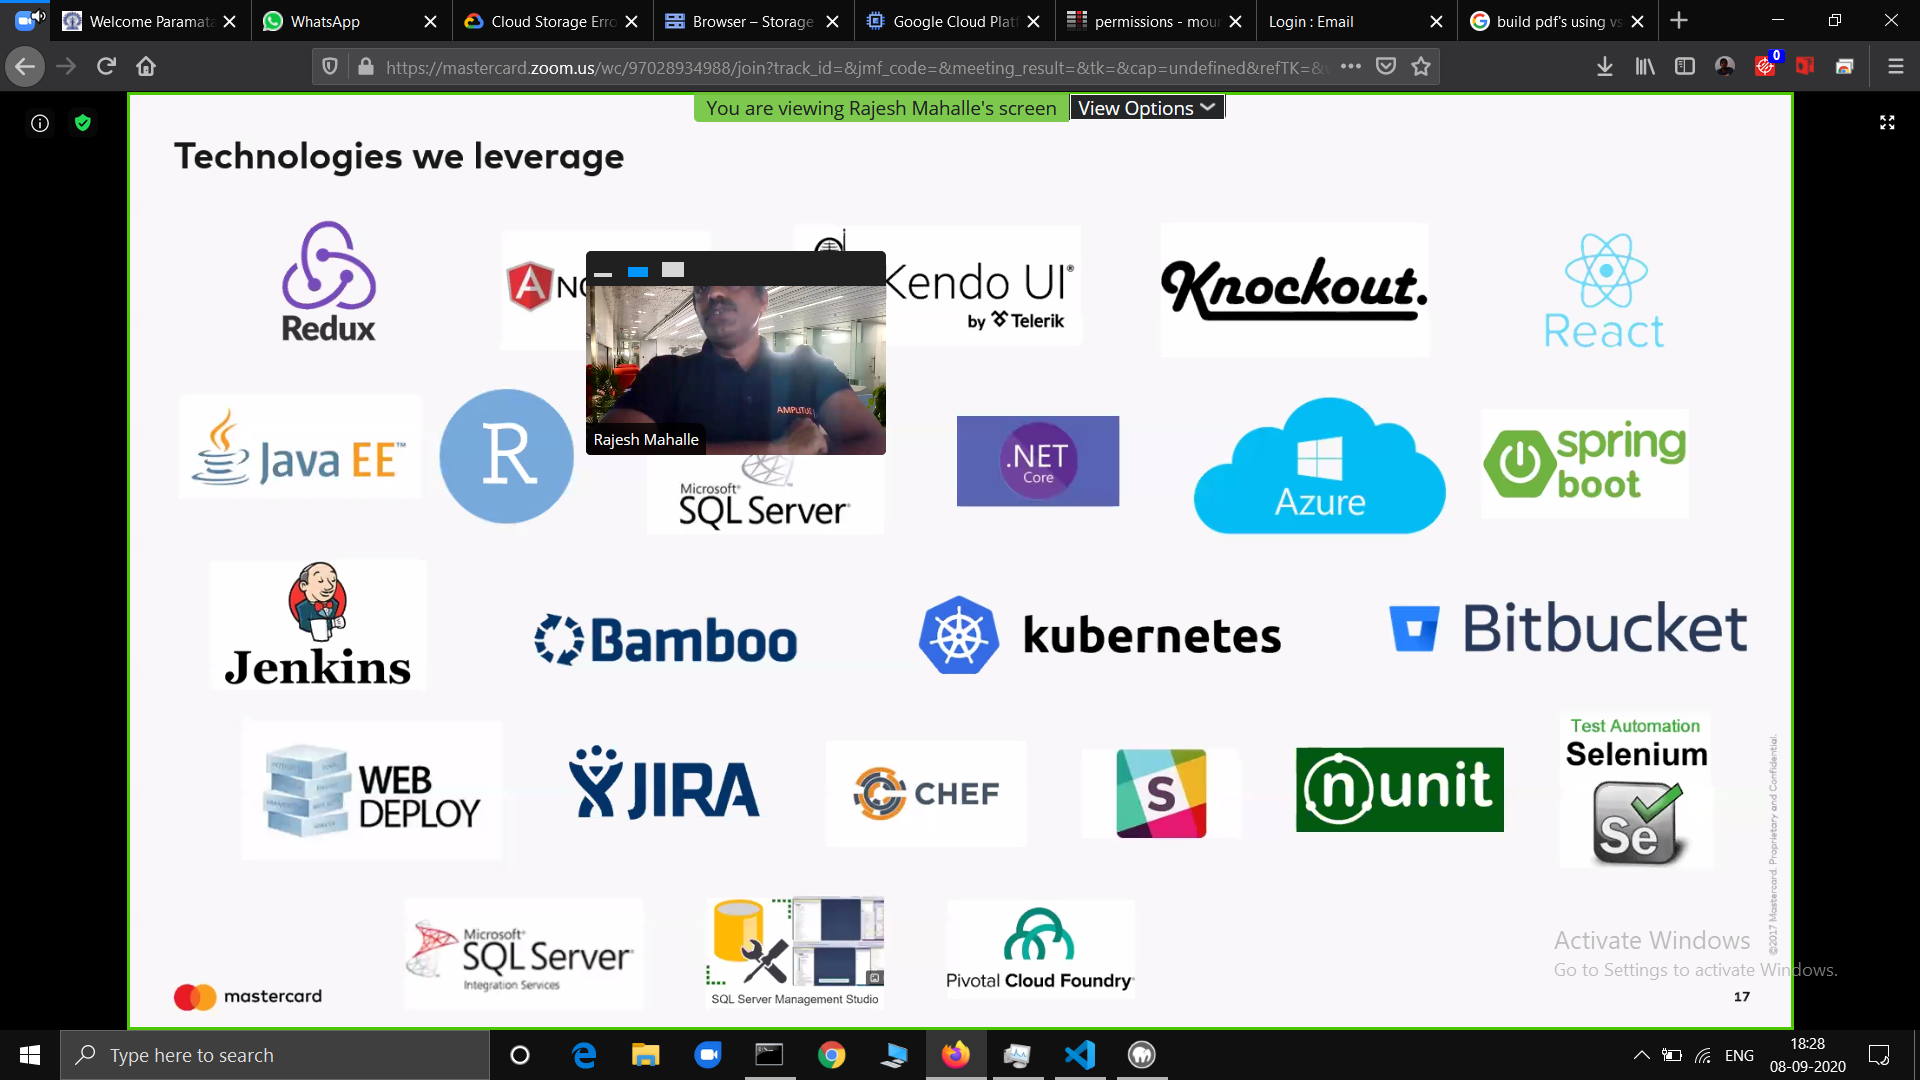 Welcome Paramata
WhatsApp
Cloud Storage Erro
Browser – Storage
Google Cloud Platf
permissions - mour
Login : Email
build pdf's using vs
https://mastercard.zoom.us/wc/97028934988/join?track_id=&jmf_code=&meeting_result=&tk=&cap=undefined&refTK=&
0
You are viewing Rajesh Mahalle's screen
View Options
Technologies we leverage
Redux
A
Kendo UI®
by Telerik
Knockout.
React
Java EE™
R
AMPLITUD
Rajesh Mahalle
Microsoft®
SQL Server®
.NET
Core
Azure
spring
boot
Jenkins
Bamboo
kubernetes
Bitbucket
WEB
DEPLOY
JIRA
CHEF
S
nunit
Test Automation
Selenium
Se
Microsoft®
SQL Server®
Integration Services
SQL Server Management Studio
Pivotal Cloud Foundry®
©2017 Mastercard. Proprietary and Confidential.
Activate Windows
Go to Settings to activate Windows.
mastercard
17
Type here to search
ENG
18:28
08-09-2020